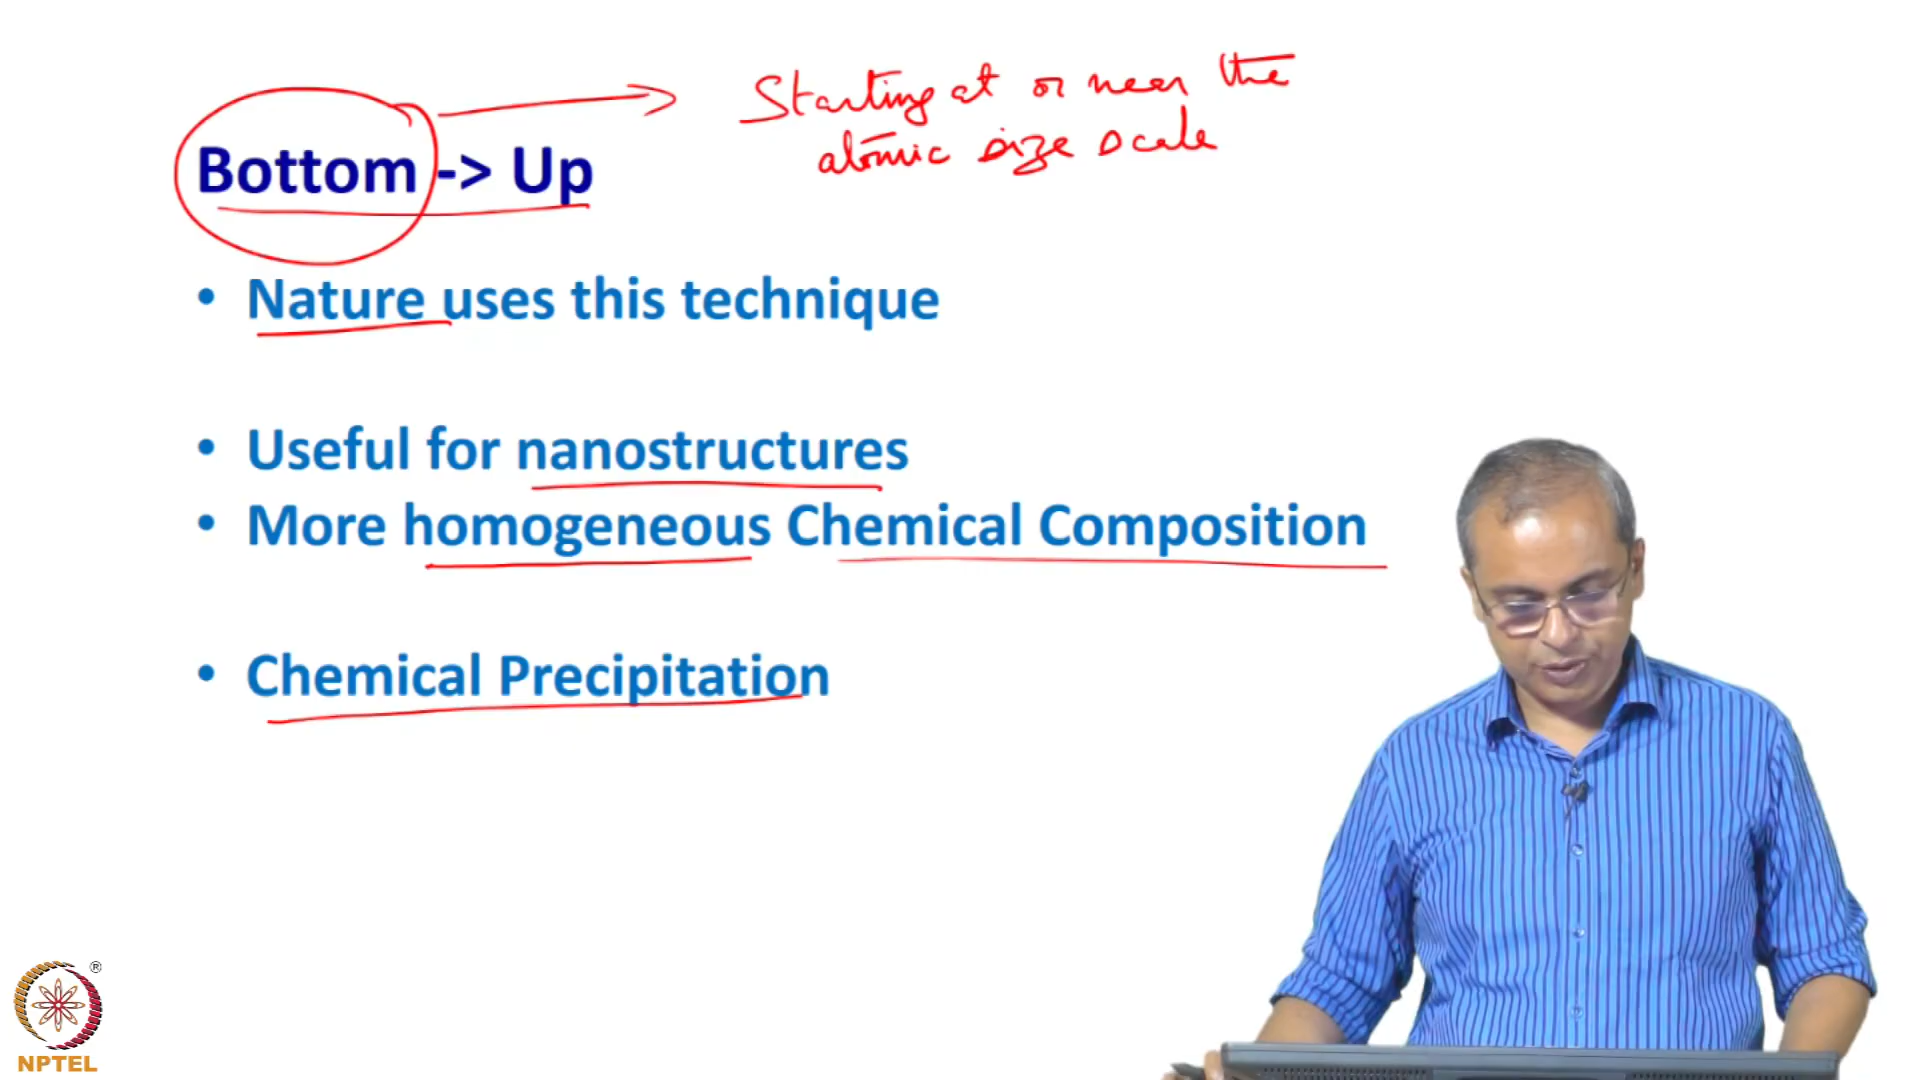 Starting at or near the
atomic size scale
Bottom -> Up
• Nature uses this technique
• Useful for nanostructures
• More homogeneous Chemical Composition
• Chemical Precipitation
®
NPTEL